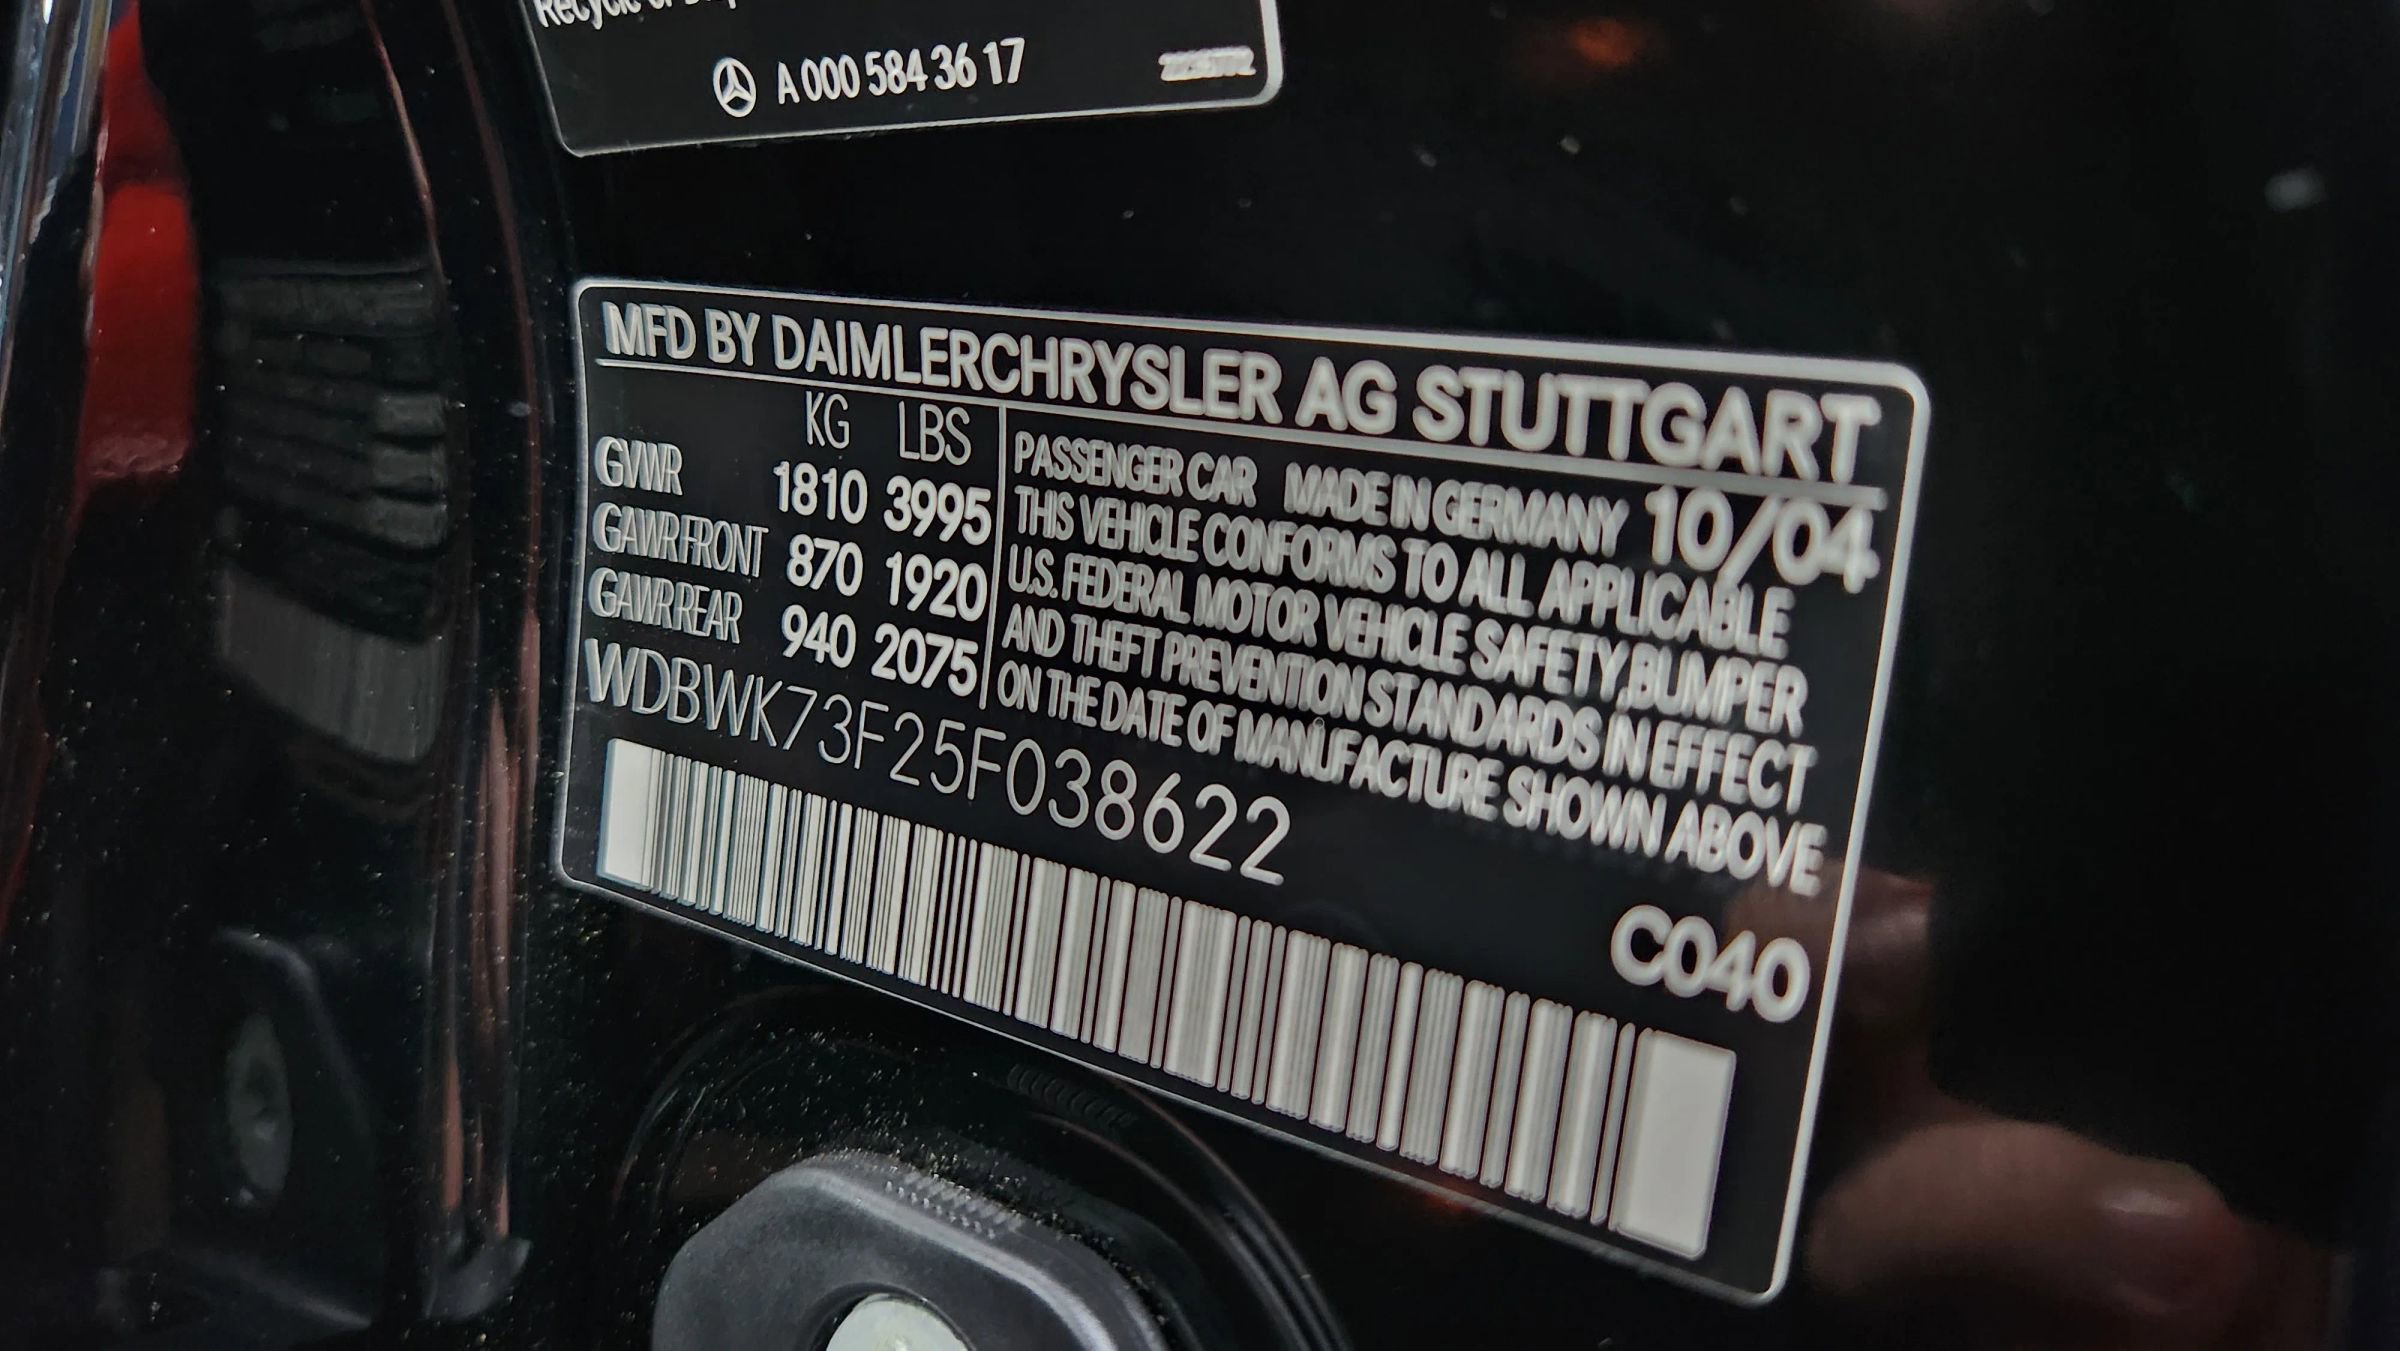 Recycle or
A 000 584 36 17
MFD BY DAIMLERCHRYSLER AG STUTTGART
KG LBS
GVWR 1810 3995
GAWR FRONT 870 1920
GAWR REAR 940 2075
PASSENGER CAR MADE IN GERMANY 10/04
THIS VEHICLE CONFORMS TO ALL APPLICABLE
U.S. FEDERAL MOTOR VEHICLE SAFETY, BUMPER
AND THEFT PREVENTION STANDARDS IN EFFECT
ON THE DATE OF MANUFACTURE SHOWN ABOVE
WDBWK73F25F038622
C040